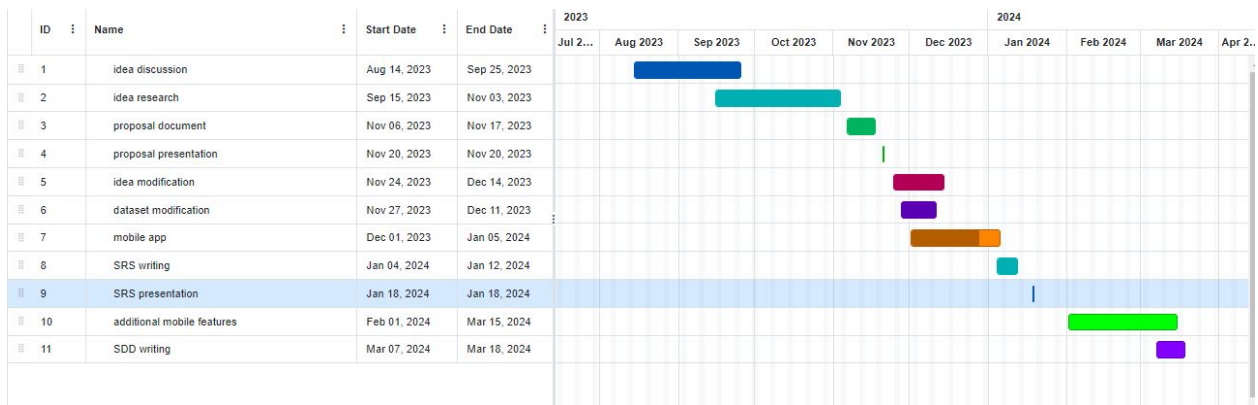 2023 2024
ID Name Start Date End Date
Jul 2... Aug 2023 Sep 2023 Oct 2023 Nov 2023 Dec 2023 Jan 2024 Feb 2024 Mar 2024 Apr 2...
1 idea discussion Aug 14, 2023 Sep 25, 2023
2 idea research Sep 15, 2023 Nov 03, 2023
3 proposal document Nov 06, 2023 Nov 17, 2023
4 proposal presentation Nov 20, 2023 Nov 20, 2023
5 idea modification Nov 24, 2023 Dec 14, 2023
6 dataset modification Nov 27, 2023 Dec 11, 2023
7 mobile app Dec 01, 2023 Jan 05, 2024
8 SRS writing Jan 04, 2024 Jan 12, 2024
9 SRS presentation Jan 18, 2024 Jan 18, 2024
10 additional mobile features Feb 01, 2024 Mar 15, 2024
11 SDD writing Mar 07, 2024 Mar 18, 2024